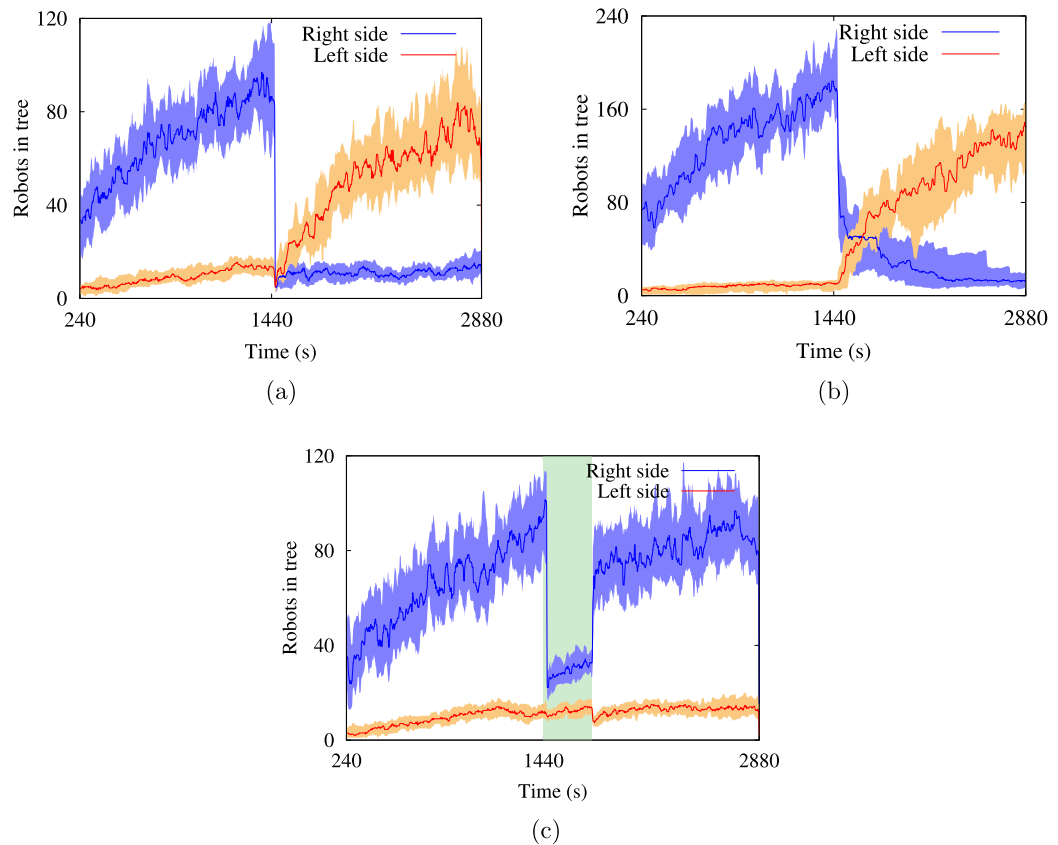 120
80
40
0
Robots in tree
Right side
Left side
240
1440
2880
Time (s)
(a)
240
160
80
0
Robots in tree
Right side
Left side
240
1440
2880
Time (s)
(b)
120
80
40
0
Robots in tree
Right side
Left side
240
1440
2880
Time (s)
(c)